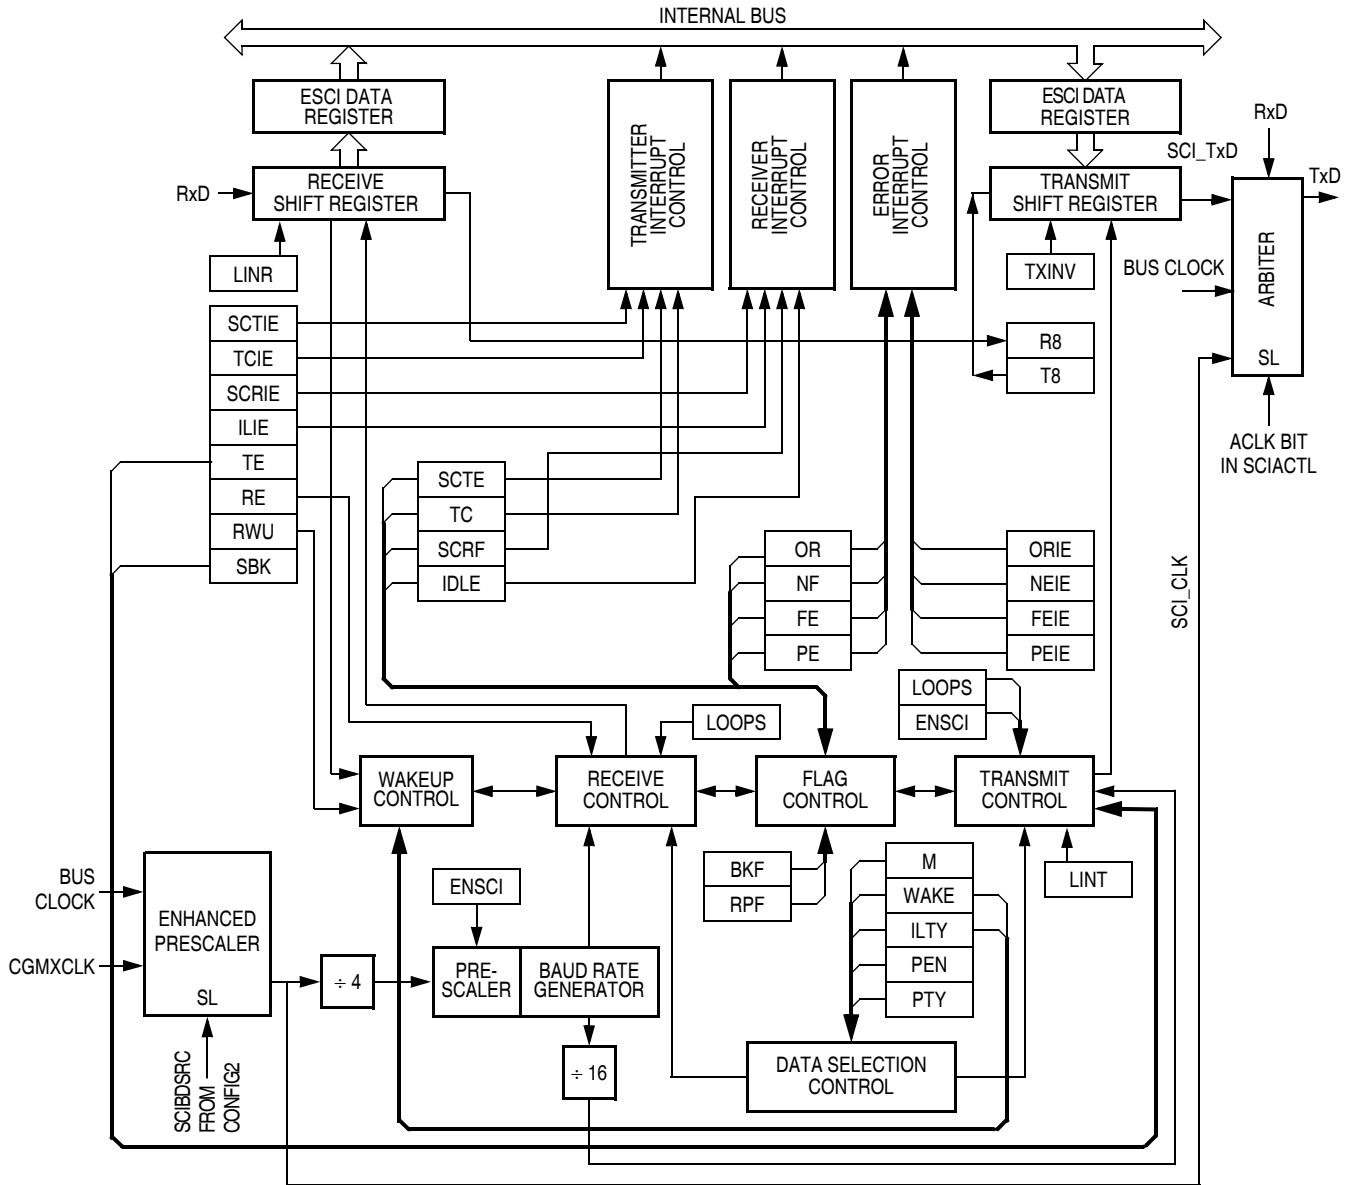 INTERNAL BUS
ESCI DATA
REGISTER
RECEIVE
SHIFT REGISTER
RxD
LINR
TRANSMITTER
INTERRUPT
CONTROL
RECEIVER
INTERRUPT
CONTROL
ERROR
INTERRUPT
CONTROL
ESCI DATA
REGISTER
TRANSMIT
SHIFT REGISTER
TXINV
SCI_TxD
RxD
TxD
BUS CLOCK
ARBITER
SL
ACLK BIT
IN SCIACTL
R8
T8
SCTIE
TCIE
SCRIE
ILIE
TE
RE
RWU
SBK
SCTE
TC
SCRF
IDLE
OR
NF
FE
PE
ORIE
NEIE
FEIE
PEIE
SCI_CLK
LOOPS
LOOPS
ENSCI
WAKEUP
CONTROL
RECEIVE
CONTROL
FLAG
CONTROL
TRANSMIT
CONTROL
BKF
RPF
M
WAKE
ILTY
PEN
PTY
LINT
BUS
CLOCK
CGMXCLK
ENHANCED
PRESCALER
SL
SCIBDSRC
FROM
CONFIG2
÷ 4
ENSCI
PRE-
SCALER
BAUD RATE
GENERATOR
÷ 16
DATA SELECTION
CONTROL